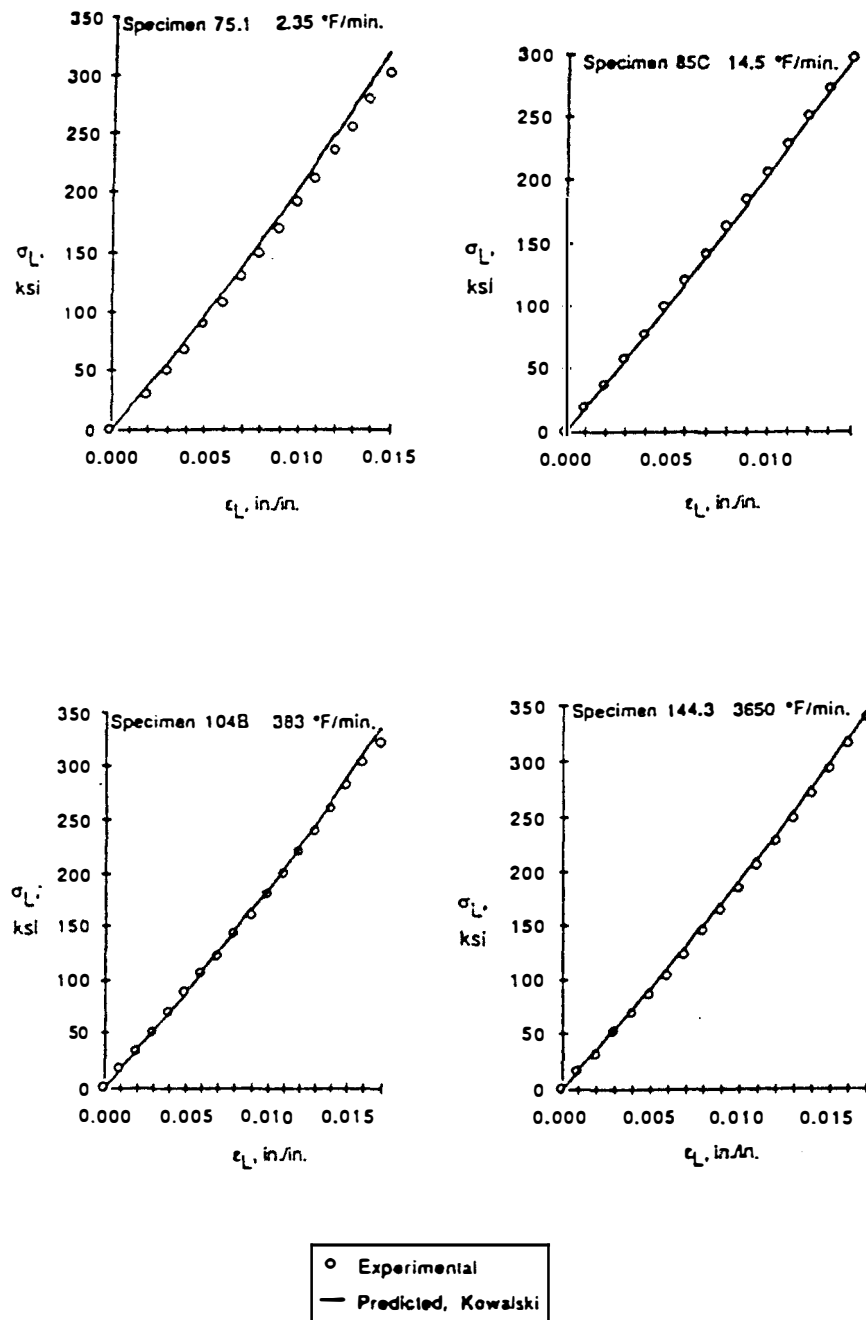 Specimen 75.1 2.35 °F/min.
350
300
250
200
150
100
50
0
σL,
ksi
0.000 0.005 0.010 0.015
εL, in./in.
Specimen 85C 14.5 °F/min.
300
250
200
150
100
50
0
σL,
ksi
0.000 0.005 0.010
εL, in./in.
Specimen 104B 383 °F/min.
350
300
250
200
150
100
50
0
σL,
ksi
0.000 0.005 0.010 0.015
εL, in./in.
Specimen 144.3 3650 °F/min.
350
300
250
200
150
100
50
0
σL,
ksi
0.000 0.005 0.010 0.015
εL, in./in.
Experimental
Predicted, Kowalski